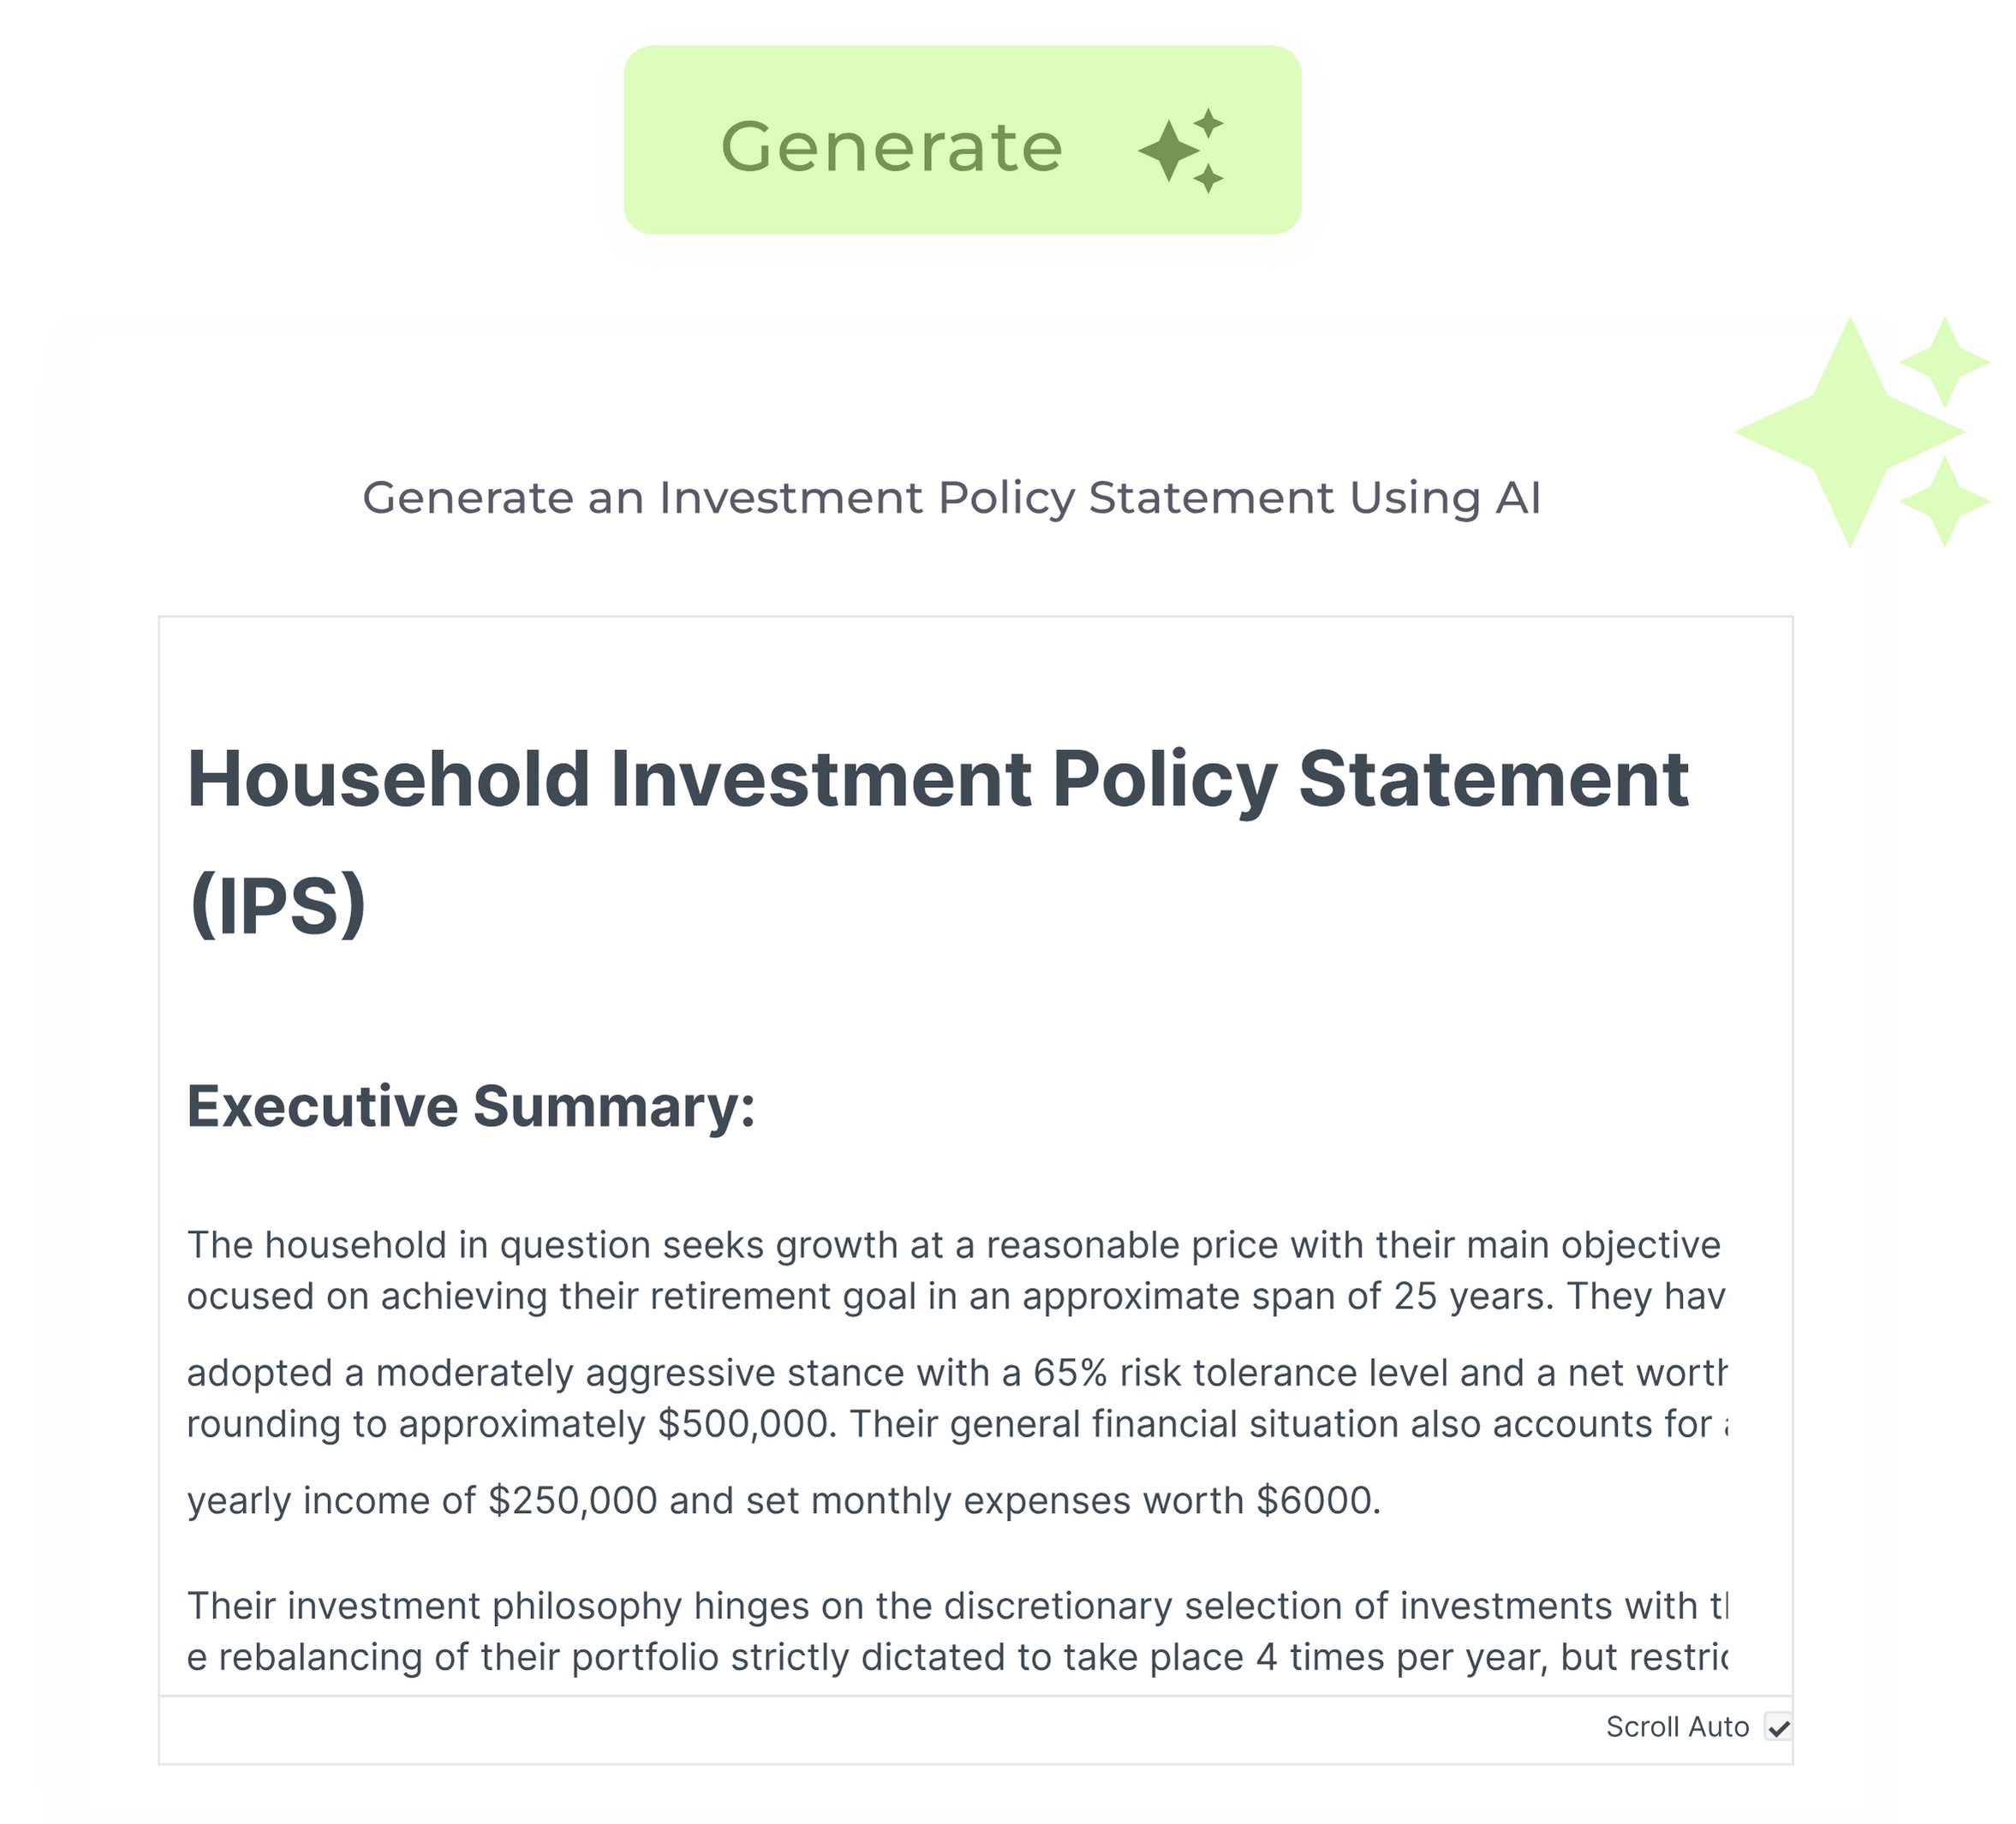 Generate
Generate an Investment Policy Statement Using AI
Household Investment Policy Statement
(IPS)
Executive Summary:
The household in question seeks growth at a reasonable price with their main objective
ocused on achieving their retirement goal in an approximate span of 25 years. They hav
adopted a moderately aggressive stance with a 65% risk tolerance level and a net worth
rounding to approximately $500,000. Their general financial situation also accounts for
yearly income of $250,000 and set monthly expenses worth $6000.
Their investment philosophy hinges on the discretionary selection of investments with
e rebalancing of their portfolio strictly dictated to take place 4 times per year, but
Scroll Auto